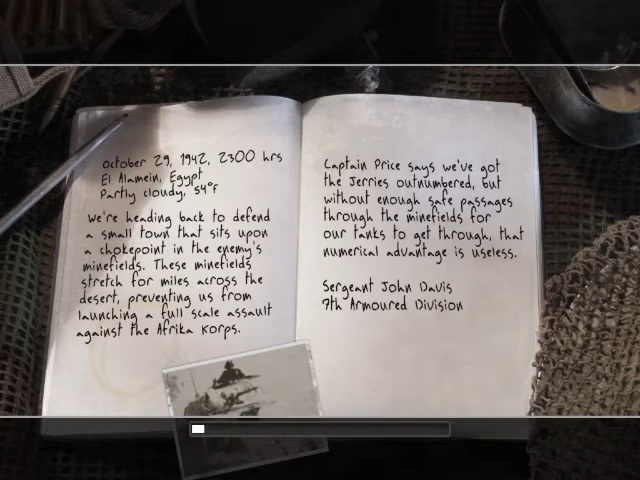 October 29, 1942, 2300 hrs
El Alamein, Egypt
Partly cloudy, 54°F
We're heading back to defend
a small town that sits upon
a chokepoint in the enemy's
minefields. These minefields
stretch for miles across the
desert, preventing us from
launching a full scale assault
against the Afrika Korps.
Captain Price says we've got
the Jerries outnumbered, but
without enough safe passages
through the minefields for
our tanks to get through, that
numerical advantage is useless.
Sergeant John Davis
7th Armoured Division